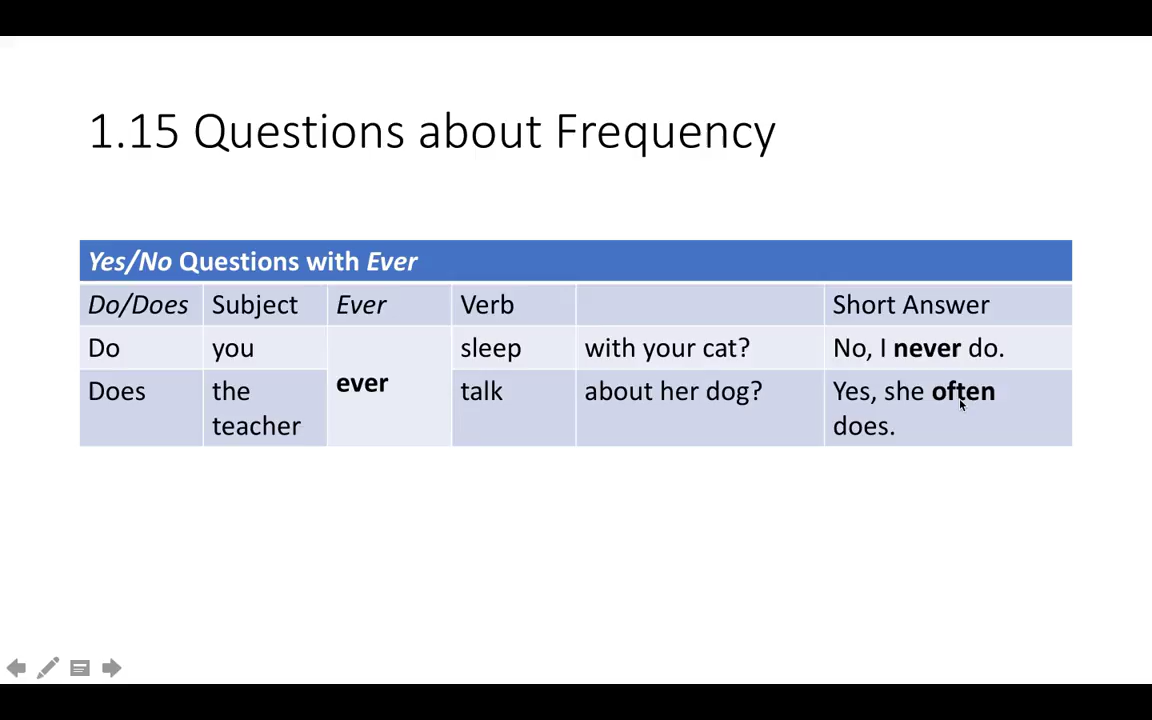 1.15 Questions about Frequency
Yes/No Questions with Ever
Do/Does Subject Ever Verb Short Answer
Do you ever sleep with your cat? No, I never do.
Does the teacher talk about her dog? Yes, she often does.